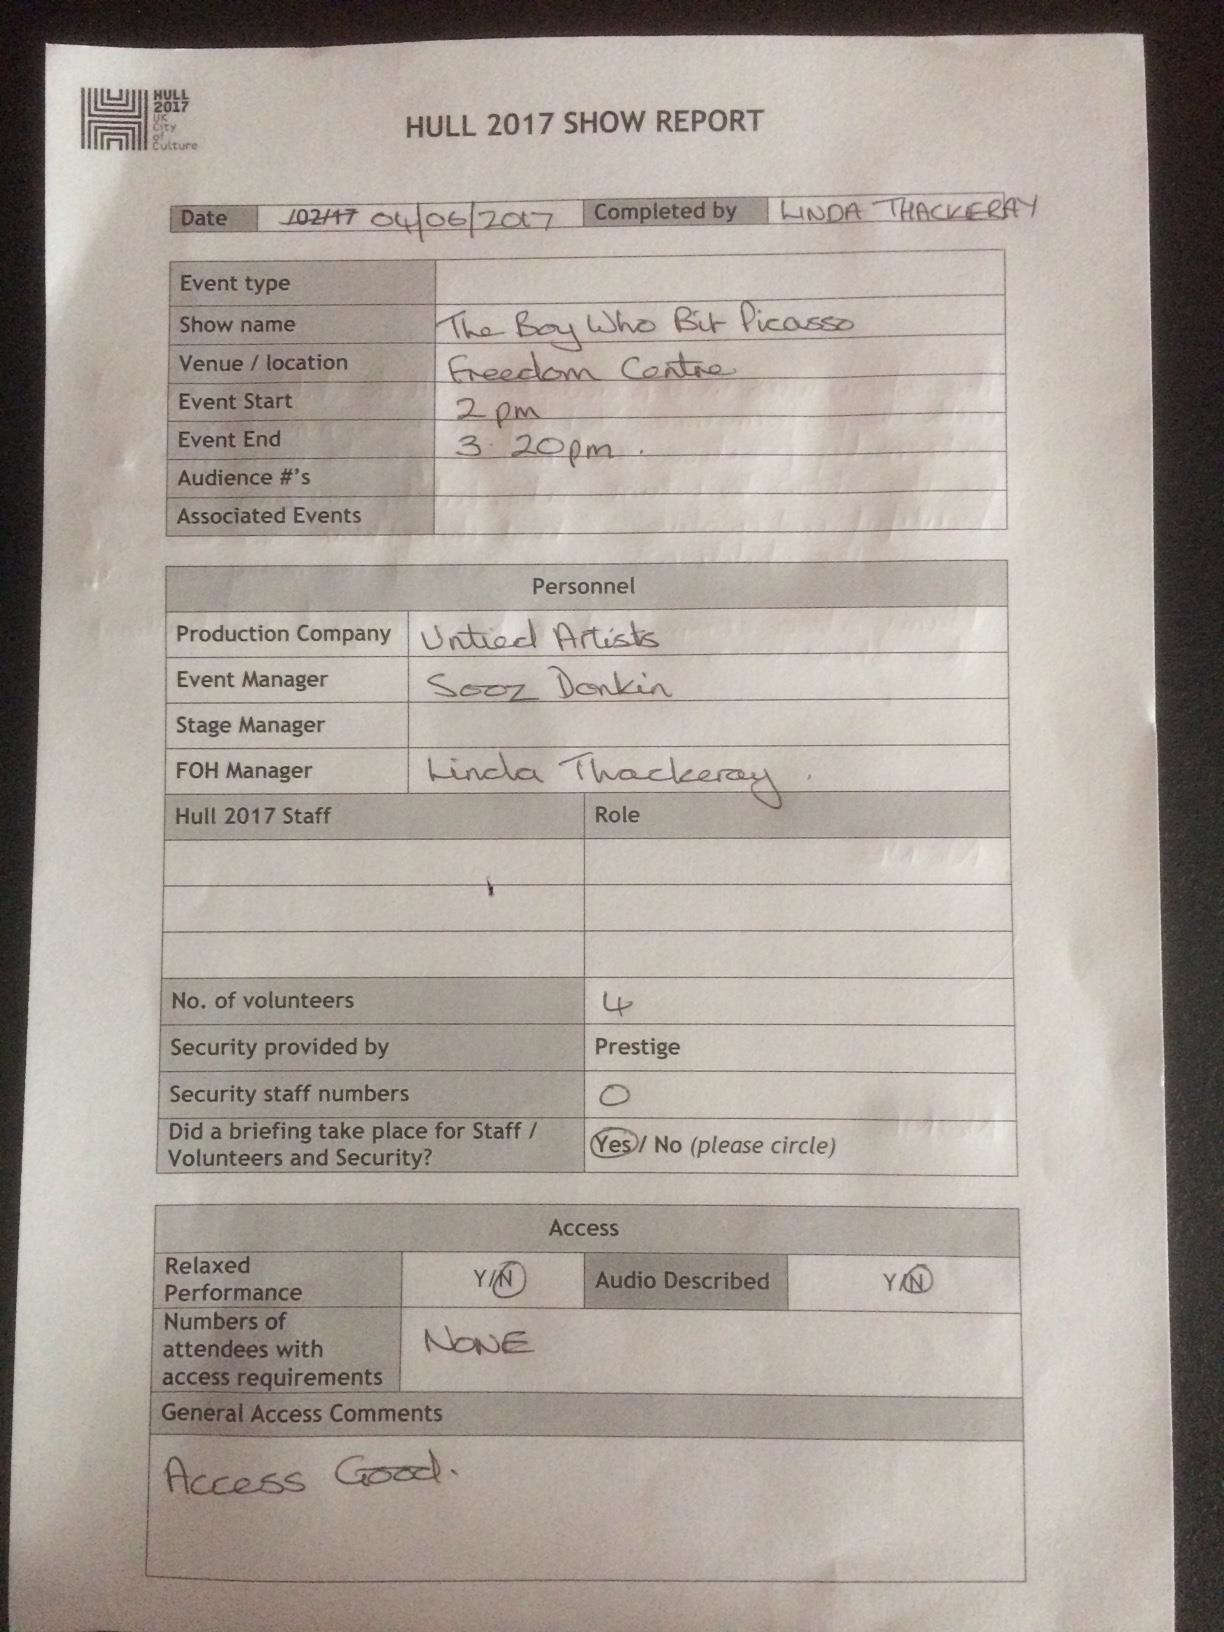 HULL
2017
UK
City
of
Culture
HULL 2017 SHOW REPORT
Date /02/17 04/06/2017 Completed by LINDA THACKERAY
Event type
Show name The Boy Who Bit Picasso
Venue / location Freedom Centre
Event Start 2pm
Event End 3.20pm.
Audience #'s
Associated Events
Personnel
Production Company Untied Artists
Event Manager Sooz Donkin
Stage Manager
FOH Manager Linda Thackeray.
Hull 2017 Staff Role
No. of volunteers 4
Security provided by Prestige
Security staff numbers 0
Did a briefing take place for Staff / Yes / No (please circle)
Volunteers and Security?
Access
Relaxed Y/N Audio Described Y/N
Performance
Numbers of
attendees with NONE
access requirements
General Access Comments
Access Good.